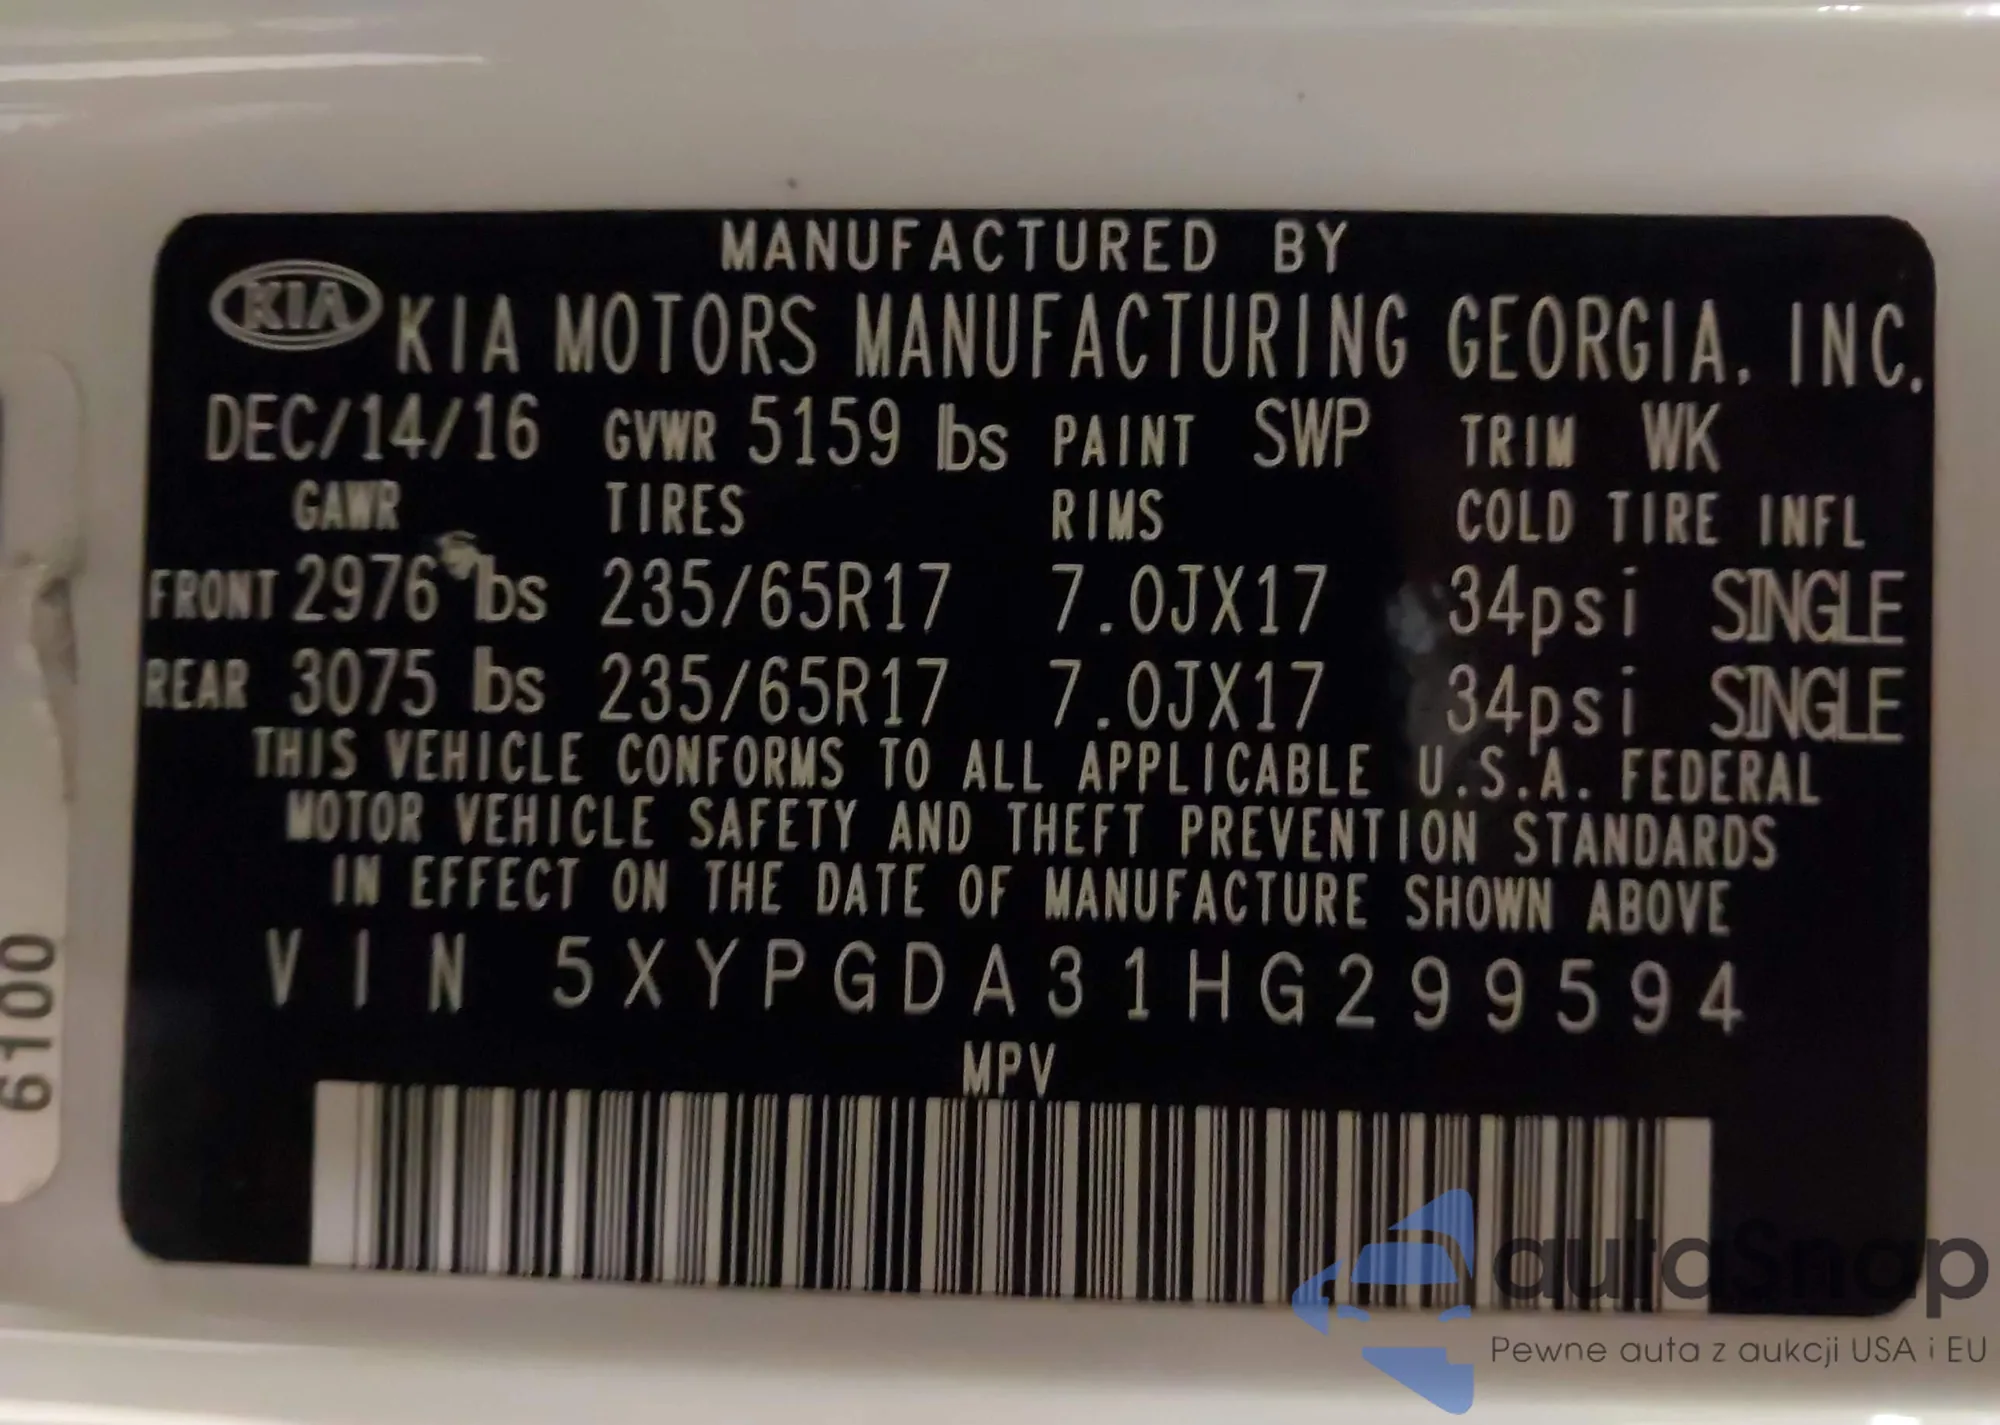 MANUFACTURED BY
KIA KIA MOTORS MANUFACTURING GEORGIA, INC.
DEC/14/16 GVWR 5159 lbs PAINT SWP TRIM WK
GAWR TIRES RIMS COLD TIRE INFL
FRONT 2976 lbs 235/65R17 7.0JX17 34psi SINGLE
REAR 3075 lbs 235/65R17 7.0JX17 34psi SINGLE
THIS VEHICLE CONFORMS TO ALL APPLICABLE U.S.A. FEDERAL
MOTOR VEHICLE SAFETY AND THEFT PREVENTION STANDARDS
IN EFFECT ON THE DATE OF MANUFACTURE SHOWN ABOVE
VIN 5XYPGDA31HG299594
MPV
6100
autoSnap
Pewne auta z aukcji USA i EU